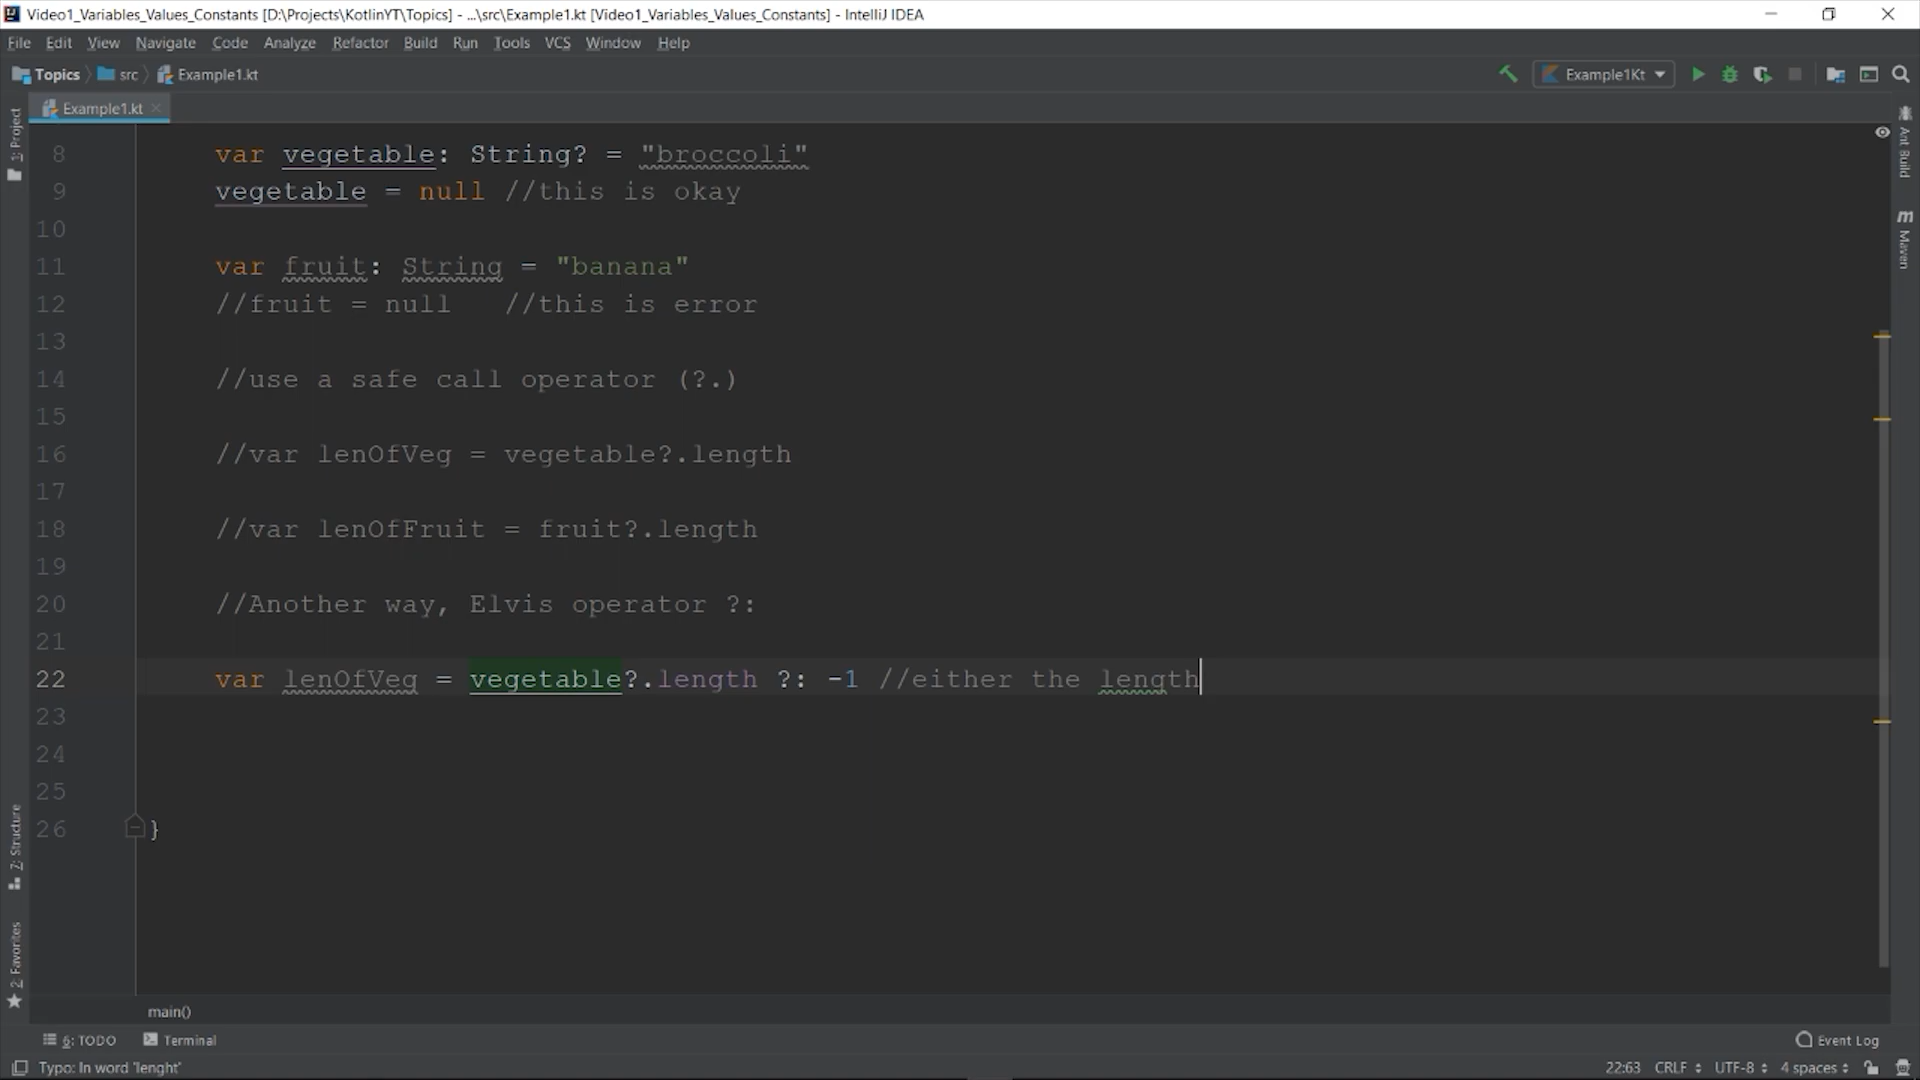 Video1_Variables_Values_Constants [D:\Projects\KotlinYT\Topics] - ...\src\Example1.kt [Video1_Variables_Values_Constants] - IntelliJ IDEA
File Edit View Navigate Code Analyze Refactor Build Run Tools VCS Window Help
Topics src Example1.kt Example1Kt
Example1.kt
1: Project
Ant Build
Maven
8 var vegetable: String? = "broccoli"
9 vegetable = null //this is okay
10
11 var fruit: String = "banana"
12 //fruit = null //this is error
13
14 //use a safe call operator (?.)
15
16 //var lenOfVeg = vegetable?.length
17
18 //var lenOfFruit = fruit?.length
19
20 //Another way, Elvis operator ?:
21
22 var lenOfVeg = vegetable?.length ?: -1 //either the length
23
24
25
26 }
Z: Structure
2: Favorites
main()
6: TODO Terminal Event Log
Typo: In word 'lenght' 22:63 CRLF UTF-8 4 spaces